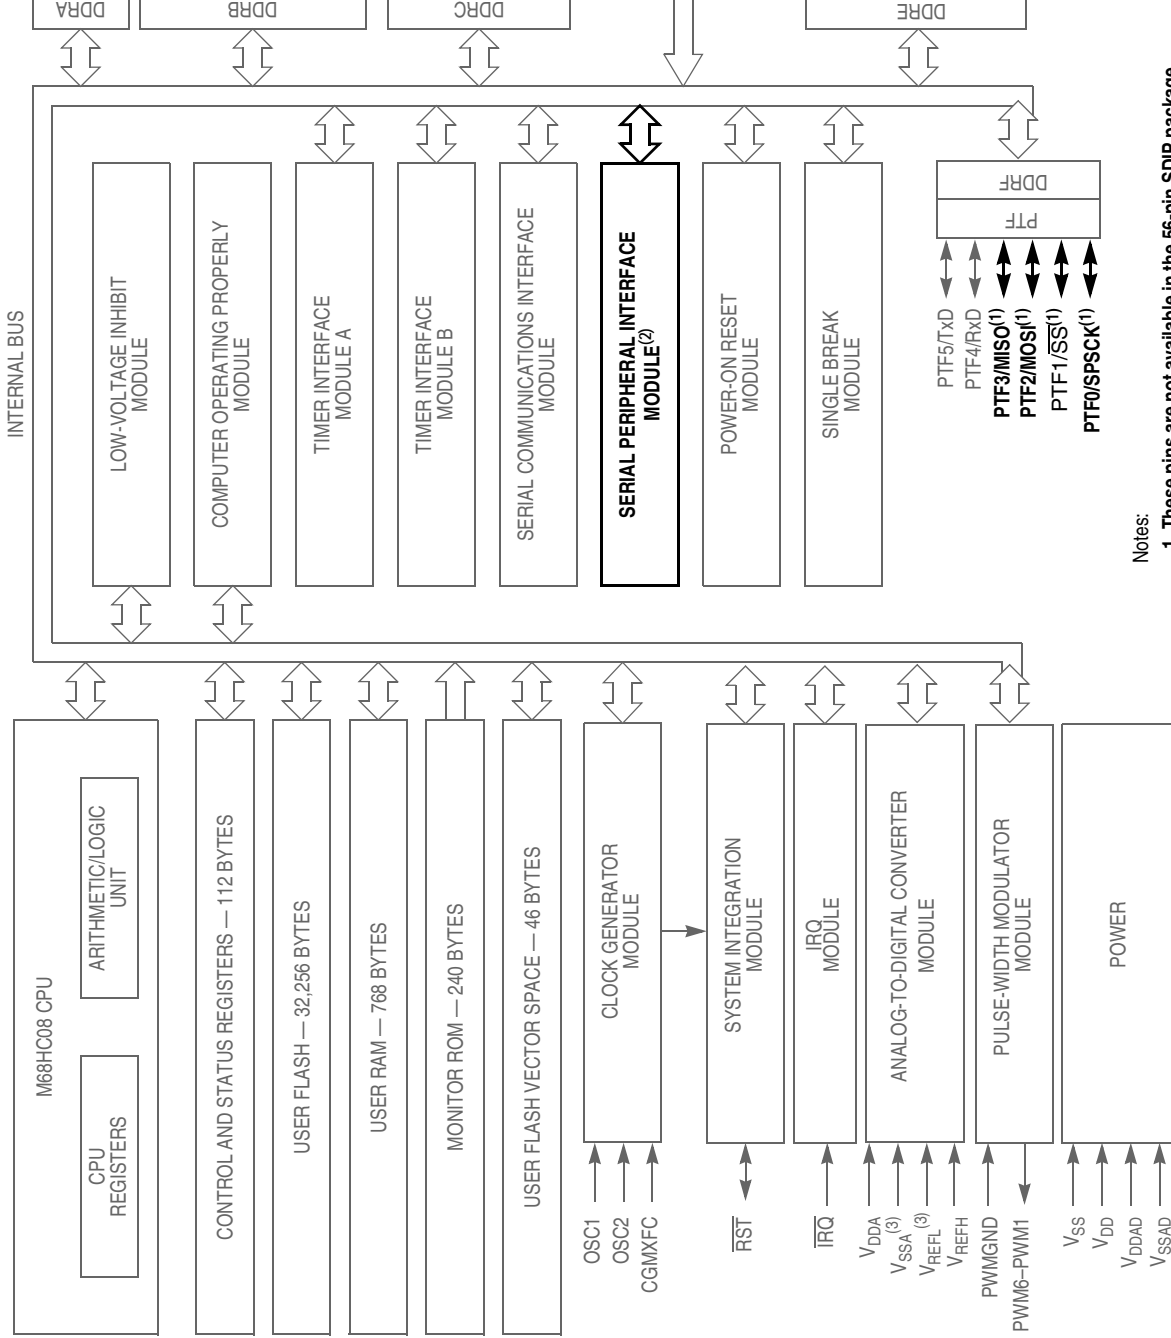 DDRA
DDRB
DDRC
DDRE
INTERNAL BUS
LOW-VOLTAGE INHIBIT
MODULE
COMPUTER OPERATING PROPERLY
MODULE
TIMER INTERFACE
MODULE A
TIMER INTERFACE
MODULE B
SERIAL COMMUNICATIONS INTERFACE
MODULE
SERIAL PERIPHERAL INTERFACE
MODULE(2)
POWER-ON RESET
MODULE
SINGLE BREAK
MODULE
DDRF
PTF
PTF5/TxD
PTF4/RxD
PTF3/MISO(1)
PTF2/MOSI(1)
PTF1/SS(1)
PTF0/SPSCK(1)
Notes:
1. These pins are not available in the 56-pin SDIP package
M68HC08 CPU
CPU
REGISTERS
ARITHMETIC/LOGIC
UNIT
CONTROL AND STATUS REGISTERS — 112 BYTES
USER FLASH — 32,256 BYTES
USER RAM — 768 BYTES
MONITOR ROM — 240 BYTES
USER FLASH VECTOR SPACE — 46 BYTES
OSC1
OSC2
CGMXFC
CLOCK GENERATOR
MODULE
RST
SYSTEM INTEGRATION
MODULE
IRQ
IRQ
MODULE
VDDA
VSSA(3)
VREFL(3)
VREFH
ANALOG-TO-DIGITAL CONVERTER
MODULE
PWMGND
PWM6–PWM1
PULSE-WIDTH MODULATOR
MODULE
VSS
VDD
VDDAD
VSSAD
POWER